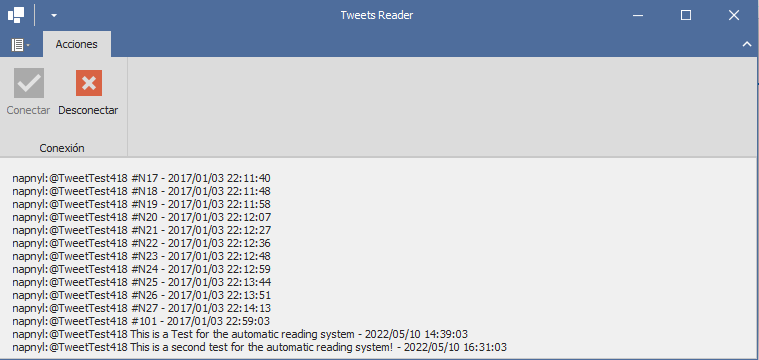 Tweets Reader
Acciones
Conectar
Desconectar
Conexión
napnyl:@TweetTest418 #N17 - 2017/01/03 22:11:40
napnyl:@TweetTest418 #N18 - 2017/01/03 22:11:48
napnyl:@TweetTest418 #N19 - 2017/01/03 22:11:58
napnyl:@TweetTest418 #N20 - 2017/01/03 22:12:07
napnyl:@TweetTest418 #N21 - 2017/01/03 22:12:27
napnyl:@TweetTest418 #N22 - 2017/01/03 22:12:36
napnyl:@TweetTest418 #N23 - 2017/01/03 22:12:48
napnyl:@TweetTest418 #N24 - 2017/01/03 22:12:59
napnyl:@TweetTest418 #N25 - 2017/01/03 22:13:44
napnyl:@TweetTest418 #N26 - 2017/01/03 22:13:51
napnyl:@TweetTest418 #N27 - 2017/01/03 22:14:13
napnyl:@TweetTest418 #101 - 2017/01/03 22:59:03
napnyl:@TweetTest418 This is a Test for the automatic reading system - 2022/05/10 14:39:03
napnyl:@TweetTest418 This is a second test for the automatic reading system! - 2022/05/10 16:31:03